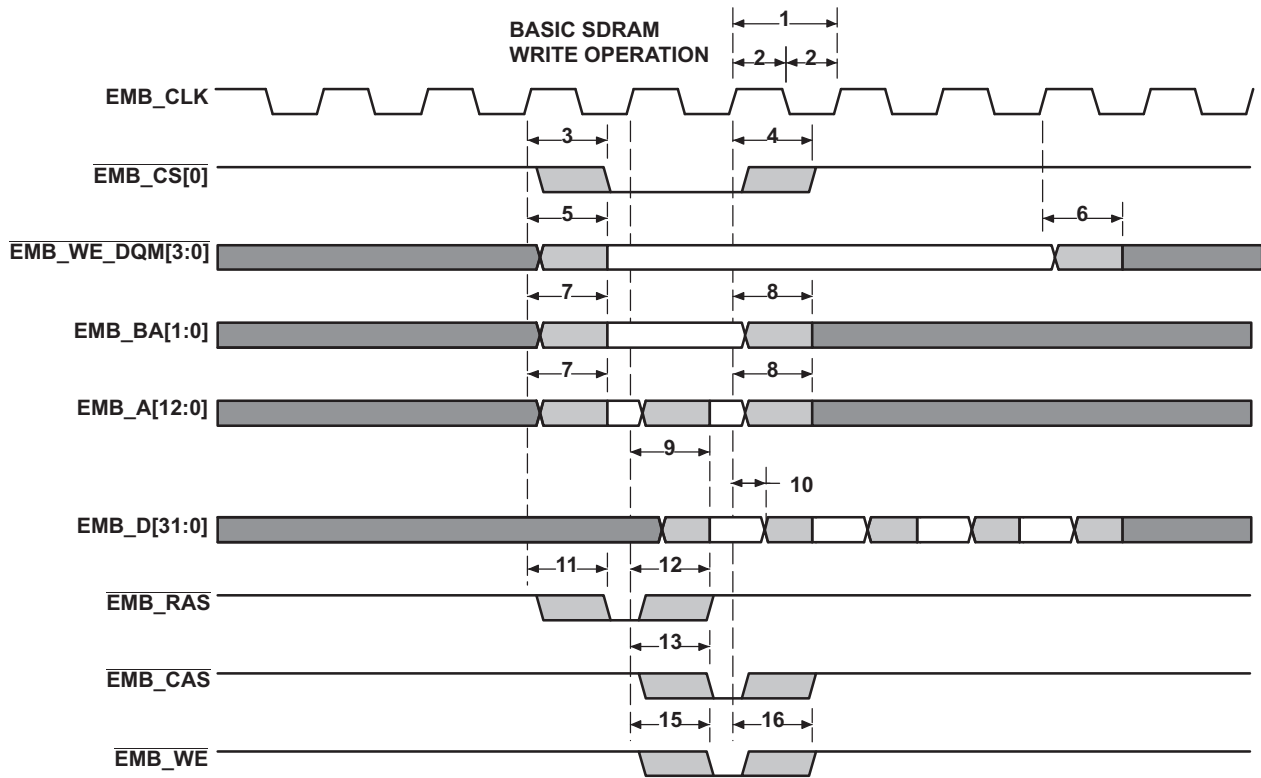 BASIC SDRAM
WRITE OPERATION
1
2 2
EMB_CLK
3 4
EMB_CS[0]
5 6
EMB_WE_DQM[3:0]
7 8
EMB_BA[1:0]
7 8
EMB_A[12:0]
9
10
EMB_D[31:0]
11 12
EMB_RAS
13
EMB_CAS
15 16
EMB_WE